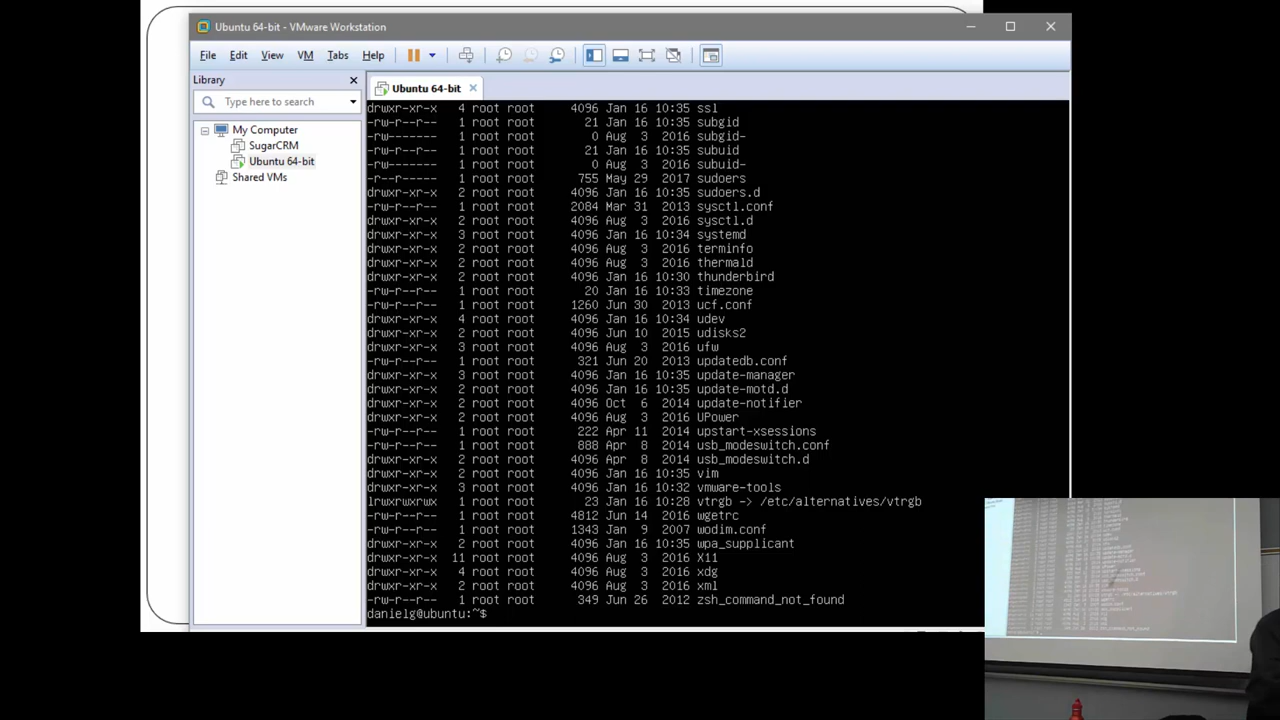 Ubuntu 64-bit - VMware Workstation
File Edit View VM Tabs Help
Library
Type here to search
My Computer
SugarCRM
Ubuntu 64-bit
Shared VMs
Ubuntu 64-bit
drwxr-xr-x 4 root root 4096 Jan 16 10:35 ssl
-rw-r--r-- 1 root root 21 Jan 16 10:35 subgid
-rw------- 1 root root 0 Aug 3 2016 subgid-
-rw-r--r-- 1 root root 21 Jan 16 10:35 subuid
-rw------- 1 root root 0 Aug 3 2016 subuid-
-r--r----- 1 root root 755 May 29 2017 sudoers
drwxr-xr-x 2 root root 4096 Jan 16 10:35 sudoers.d
-rw-r--r-- 1 root root 2084 Mar 31 2013 sysctl.conf
drwxr-xr-x 2 root root 4096 Aug 3 2016 sysctl.d
drwxr-xr-x 3 root root 4096 Jan 16 10:34 systemd
drwxr-xr-x 2 root root 4096 Aug 3 2016 terminfo
drwxr-xr-x 2 root root 4096 Aug 3 2016 thermald
drwxr-xr-x 2 root root 4096 Jan 16 10:30 thunderbird
-rw-r--r-- 1 root root 20 Jan 16 10:33 timezone
-rw-r--r-- 1 root root 1260 Jun 30 2013 ucf.conf
drwxr-xr-x 4 root root 4096 Jan 16 10:34 udev
drwxr-xr-x 2 root root 4096 Jun 10 2015 udisks2
drwxr-xr-x 3 root root 4096 Aug 3 2016 ufw
-rw-r--r-- 1 root root 321 Jun 20 2013 updatedb.conf
drwxr-xr-x 3 root root 4096 Jan 16 10:35 update-manager
drwxr-xr-x 2 root root 4096 Jan 16 10:35 update-motd.d
drwxr-xr-x 2 root root 4096 Oct 6 2014 update-notifier
drwxr-xr-x 2 root root 4096 Aug 3 2016 UPower
-rw-r--r-- 1 root root 222 Apr 11 2014 upstart-xsessions
-rw-r--r-- 1 root root 888 Apr 8 2014 usb_modeswitch.conf
drwxr-xr-x 2 root root 4096 Apr 8 2014 usb_modeswitch.d
drwxr-xr-x 2 root root 4096 Jan 16 10:35 vim
drwxr-xr-x 3 root root 4096 Jan 16 10:32 vmware-tools
lrwxrwxrwx 1 root root 23 Jan 16 10:28 vtrgb -> /etc/alternatives/vtrgb
-rw-r--r-- 1 root root 4812 Jun 14 2016 wgetrc
-rw-r--r-- 1 root root 1343 Jan 9 2007 wodim.conf
drwxr-xr-x 2 root root 4096 Jan 16 10:35 wpa_supplicant
drwxr-xr-x 11 root root 4096 Aug 3 2016 X11
drwxr-xr-x 4 root root 4096 Aug 3 2016 xdg
drwxr-xr-x 2 root root 4096 Aug 3 2016 xml
-rw-r--r-- 1 root root 349 Jun 26 2012 zsh_command_not_found
danielg@ubuntu:~$